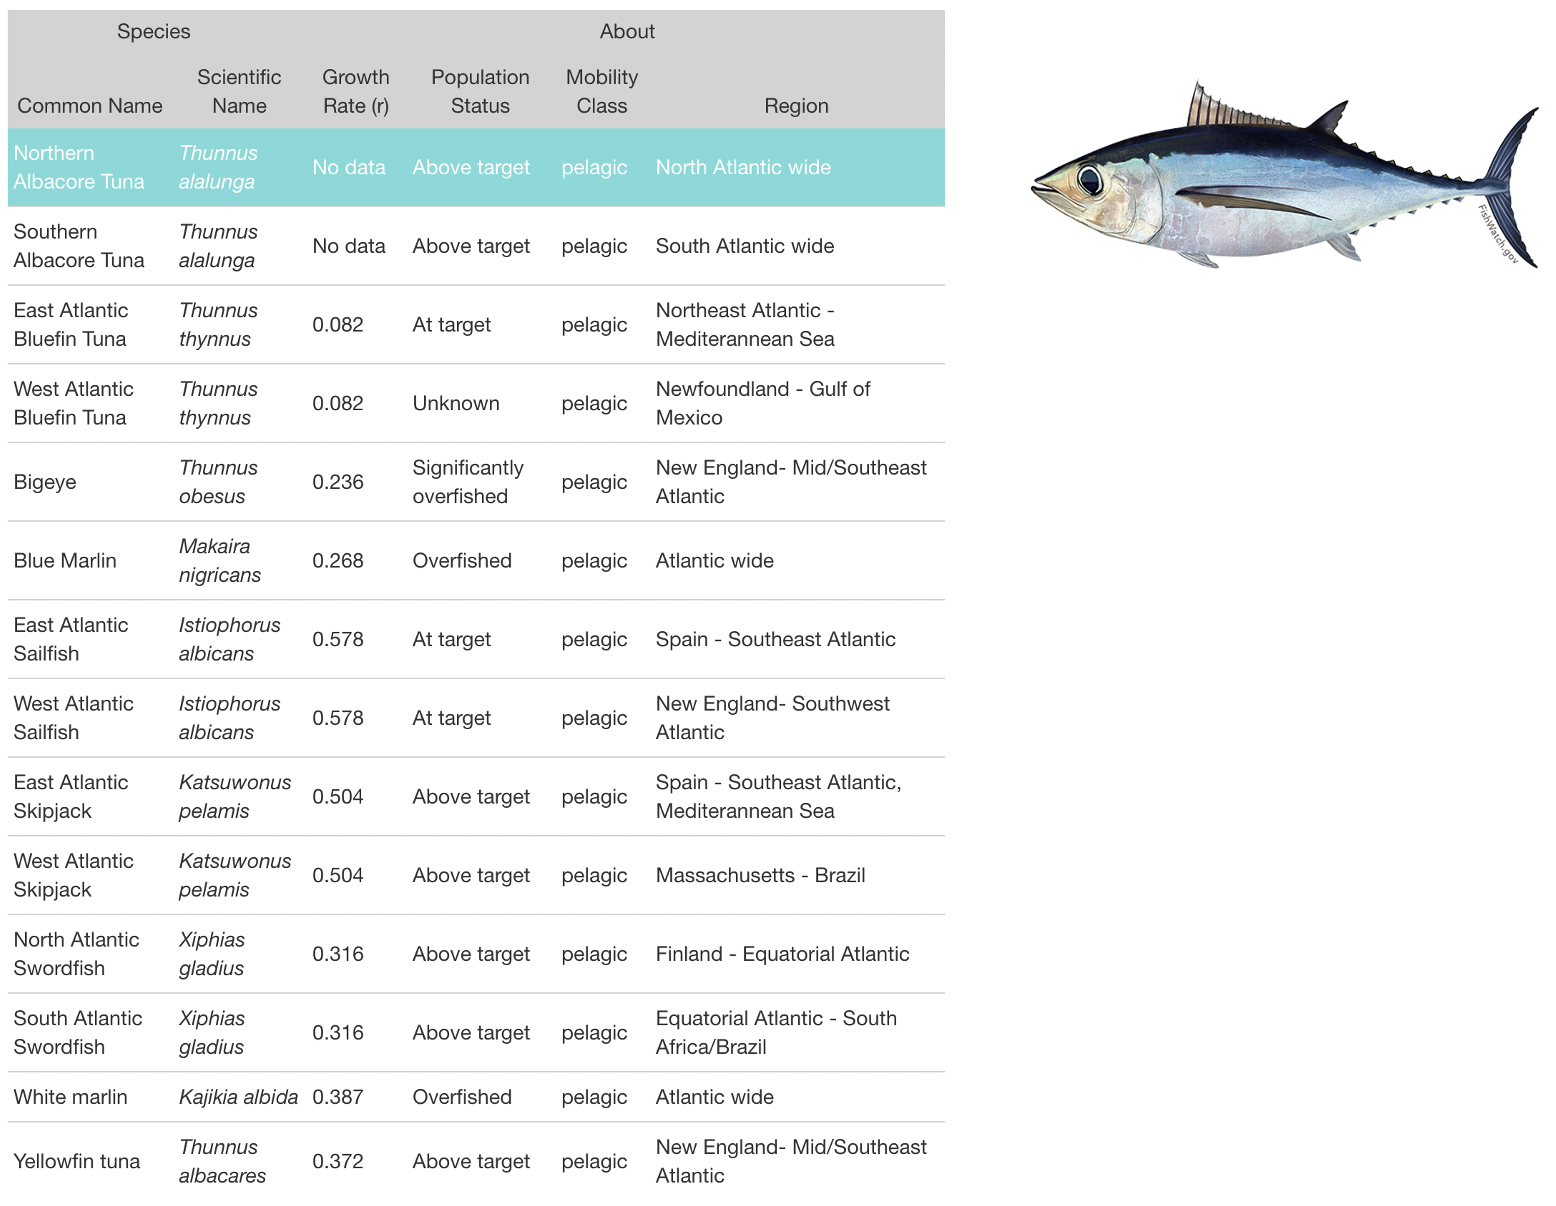 Species About
Common Name Scientific Name Growth Rate (r) Population Status Mobility Class Region
Northern Albacore Tuna Thunnus alalunga No data Above target pelagic North Atlantic wide
Southern Albacore Tuna Thunnus alalunga No data Above target pelagic South Atlantic wide
East Atlantic Bluefin Tuna Thunnus thynnus 0.082 At target pelagic Northeast Atlantic - Mediterannean Sea
West Atlantic Bluefin Tuna Thunnus thynnus 0.082 Unknown pelagic Newfoundland - Gulf of Mexico
Bigeye Thunnus obesus 0.236 Significantly overfished pelagic New England- Mid/Southeast Atlantic
Blue Marlin Makaira nigricans 0.268 Overfished pelagic Atlantic wide
East Atlantic Sailfish Istiophorus albicans 0.578 At target pelagic Spain - Southeast Atlantic
West Atlantic Sailfish Istiophorus albicans 0.578 At target pelagic New England- Southwest Atlantic
East Atlantic Skipjack Katsuwonus pelamis 0.504 Above target pelagic Spain - Southeast Atlantic, Mediterannean Sea
West Atlantic Skipjack Katsuwonus pelamis 0.504 Above target pelagic Massachusetts - Brazil
North Atlantic Swordfish Xiphias gladius 0.316 Above target pelagic Finland - Equatorial Atlantic
South Atlantic Swordfish Xiphias gladius 0.316 Above target pelagic Equatorial Atlantic - South Africa/Brazil
White marlin Kajikia albida 0.387 Overfished pelagic Atlantic wide
Yellowfin tuna Thunnus albacares 0.372 Above target pelagic New England- Mid/Southeast Atlantic
FishWatch.gov